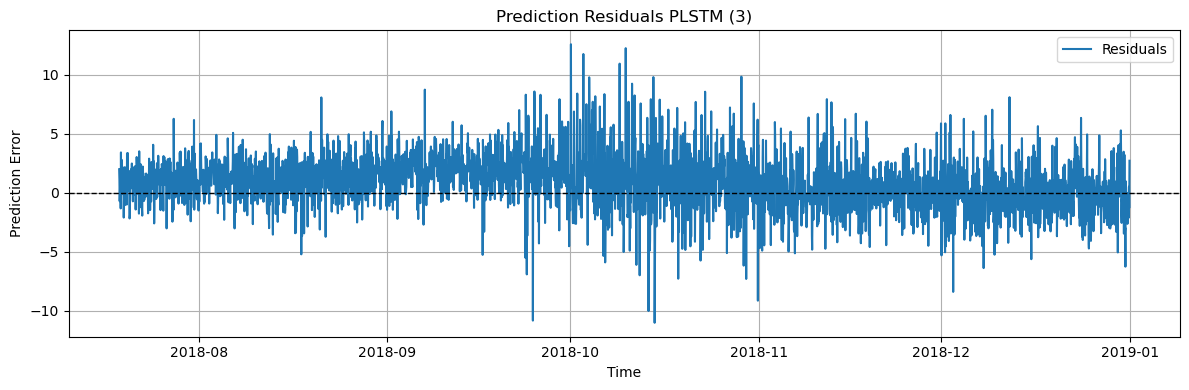 Prediction Residuals PLSTM (3)
Residuals
Prediction Error
10
5
0
−5
−10
2018-08
2018-09
2018-10
2018-11
2018-12
2019-01
Time